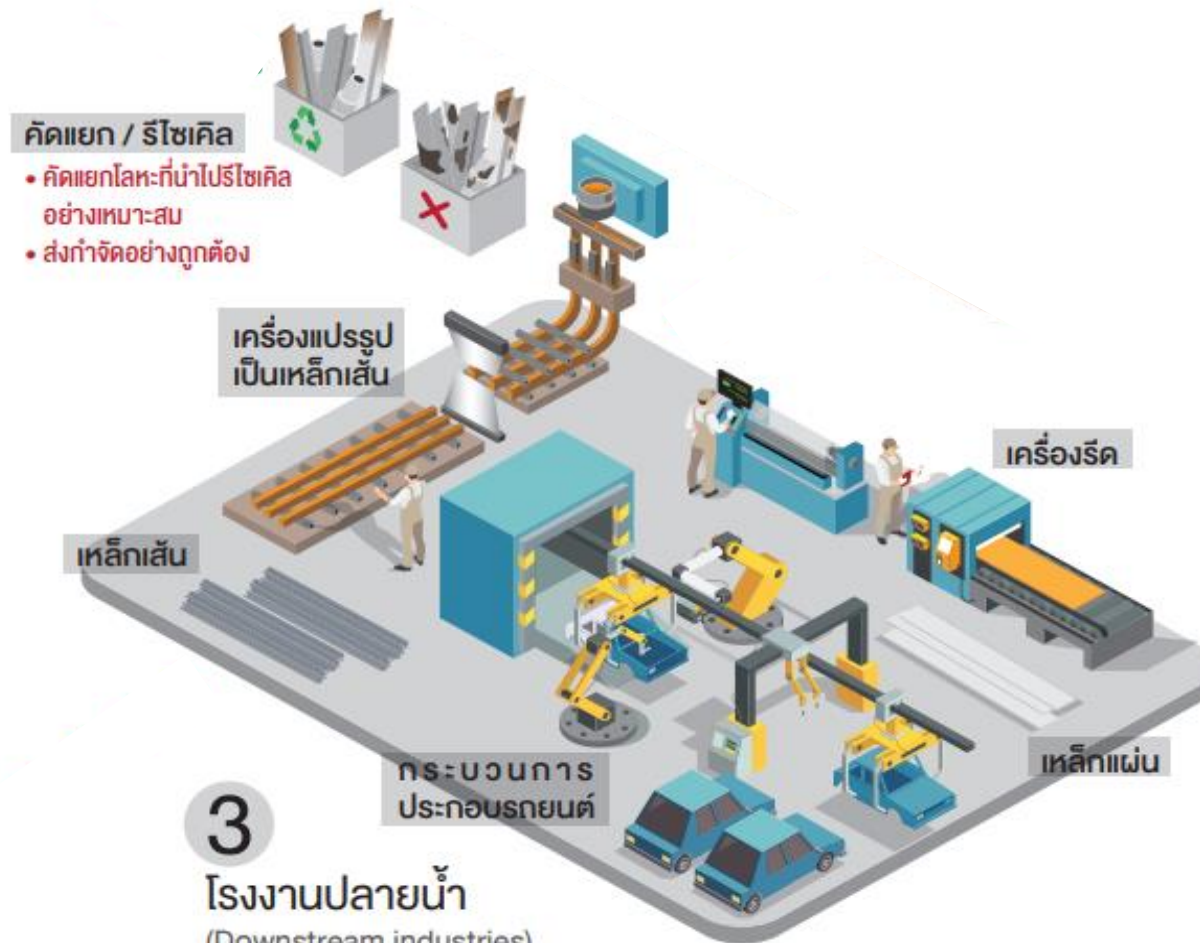 คัดแยก / รีไซเคิล
• คัดแยกโลหะที่นำไปรีไซเคิล
อย่างเหมาะสม
• ส่งกำจัดอย่างถูกต้อง
เครื่องแปรรูป
เป็นเหล็กเส้น
เครื่องรีด
เหล็กเส้น
เหล็กแผ่น
กระบวนการ
ประกอบรถยนต์
3
โรงงานปลายน้ำ
(Downstream industries)